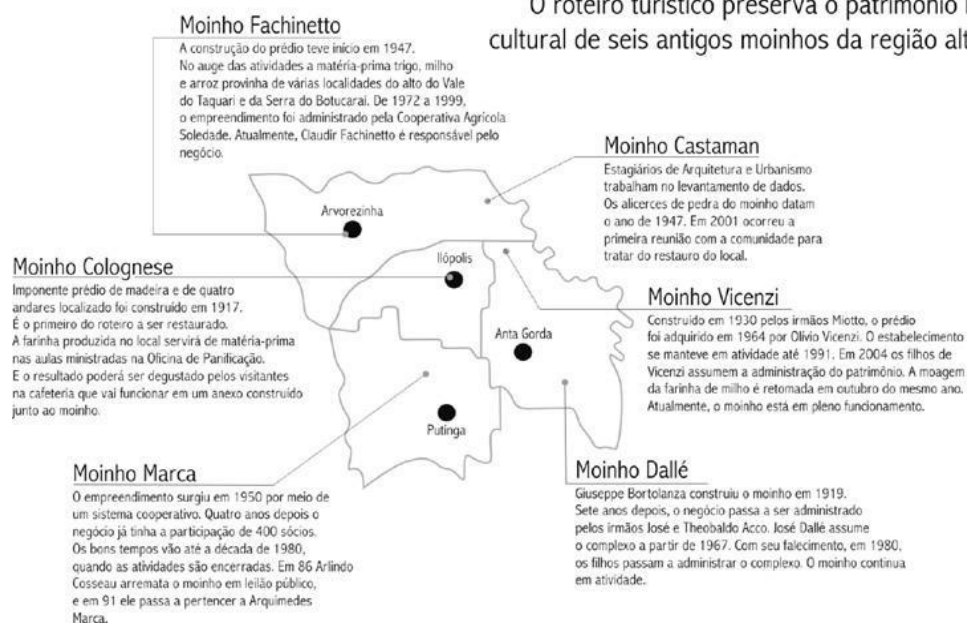 O roteiro turístico preserva o patrimônio
cultural de seis antigos moinhos da região
Moinho Fachinetto
A construção do prédio teve início em 1947.
No auge das atividades a matéria-prima trigo, milho
e arroz provinha de várias localidades do alto do Vale
do Taquari e da Serra do Botucaraí. De 1972 a 1999,
o empreendimento foi administrado pela Cooperativa Agrícola
Soledade. Atualmente, Claudir Fachinetto é responsável pelo
negócio.
Moinho Castaman
Estagiários de Arquitetura e Urbanismo
trabalham no levantamento de dados.
Os alicerces de pedra do moinho datam
o ano de 1947. Em 2001 ocorreu a
primeira reunião com a comunidade para
tratar do restauro do local.
Arvorezinha
Ilópolis
Anta Gorda
Putinga
Moinho Colognese
Imponente prédio de madeira e de quatro
andares localizado foi construído em 1917.
É o primeiro do roteiro a ser restaurado.
A farinha produzida no local servirá de matéria-prima
nas aulas ministradas na Oficina de Panificação.
E o resultado poderá ser degustado pelos visitantes
na cafeteria que vai funcionar em um anexo construído
junto ao moinho.
Moinho Vicenzi
Construído em 1930 pelos irmãos Miotto, o prédio
foi adquirido em 1964 por Olívio Vicenzi. O estabelecimento
se manteve em atividade até 1991. Em 2004 os filhos de
Vicenzi assumem a administração do patrimônio. A moagem
da farinha de milho é retomada em outubro do mesmo ano.
Atualmente, o moinho está em pleno funcionamento.
Moinho Marca
O empreendimento surgiu em 1950 por meio de
um sistema cooperativo. Quatro anos depois o
negócio já tinha a participação de 400 sócios.
Os bons tempos vão até a década de 1980,
quando as atividades são encerradas. Em 86 Arlindo
Cosseau arremata o moinho em leilão público,
e em 91 ele passa a pertencer a Arquimedes
Marca.
Moinho Dallé
Giuseppe Bortolanza construiu o moinho em 1919.
Sete anos depois, o negócio passa a ser administrado
pelos irmãos José e Theobaldo Acco. José Dallé assume
o complexo a partir de 1967. Com seu falecimento, em 1980,
os filhos passam a administrar o complexo. O moinho continua
em atividade.